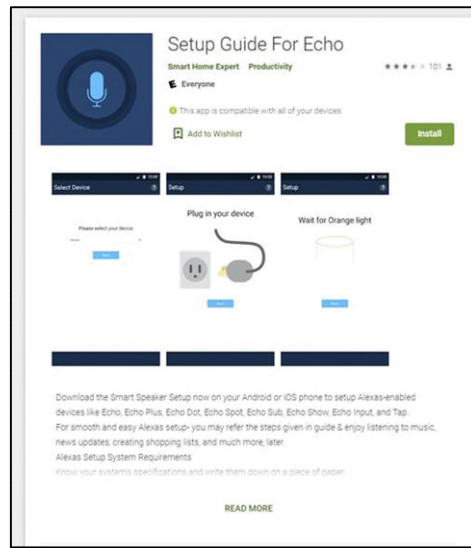 Setup Guide For Echo
Smart Home Expert Productivity
101
E Everyone
This app is compatible with all of your devices.
Add to Wishlist
Install
Select Device
Please select your device
Setup
Plug in your device
Setup
Wait for Orange light
Download the Smart Speaker Setup now on your Android or iOS phone to setup Alexas-enabled
devices like Echo, Echo Plus, Echo Dot, Echo Spot, Echo Sub, Echo Show, Echo Input, and Tap.
For smooth and easy Alexas setup- you may refer the steps given in guide & enjoy listening to music,
news updates, creating shopping lists, and much more, later.
Alexas Setup System Requirements
Know your system's specifications and write them down on a piece of paper.
READ MORE